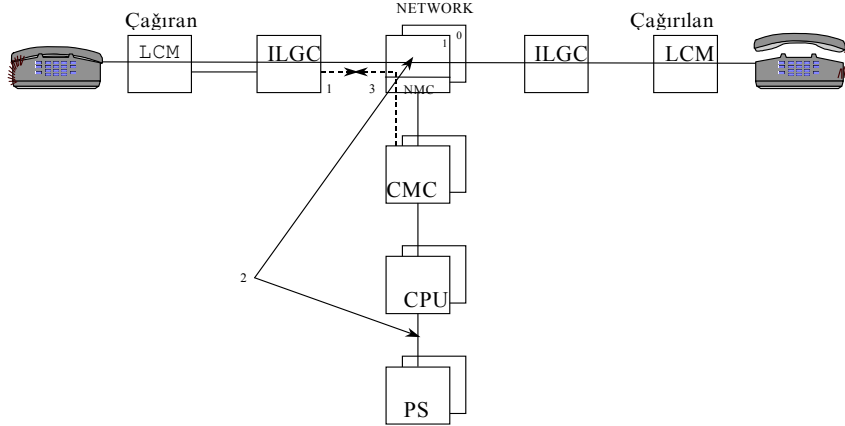 NETWORK
Çağıran
Çağırılan
0
1
LCM
ILGC
ILGC
LCM
1
3
NMC
CMC
2
CPU
PS